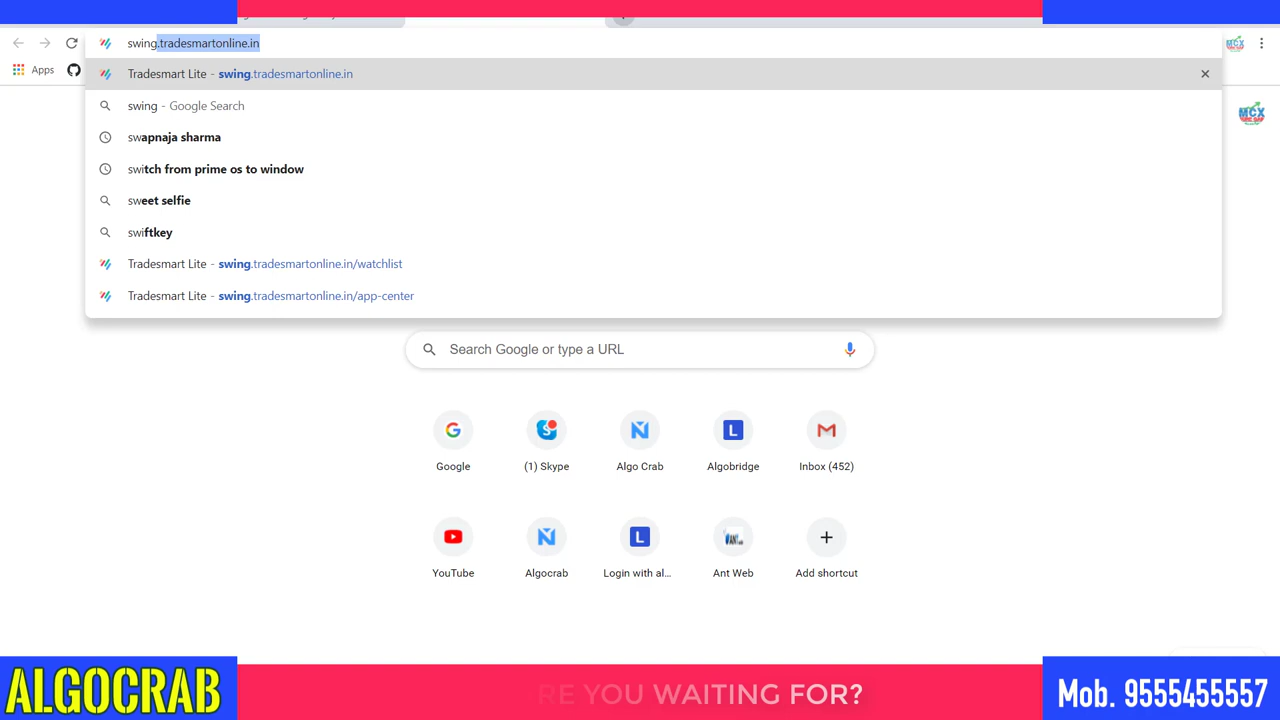 swing.tradesmartonline.in
Apps
Tradesmart Lite - swing.tradesmartonline.in
swing - Google Search
swapnaja sharma
switch from prime os to window
sweet selfie
swiftkey
Tradesmart Lite - swing.tradesmartonline.in/watchlist
Tradesmart Lite - swing.tradesmartonline.in/app-center
MCX
Search Google or type a URL
Google
(1) Skype
Algo Crab
Algobridge
Inbox (452)
YouTube
Algocrab
Login with al...
Ant Web
Add shortcut
ALGOCRAB
RE YOU WAITING FOR?
Mob. 9555455557